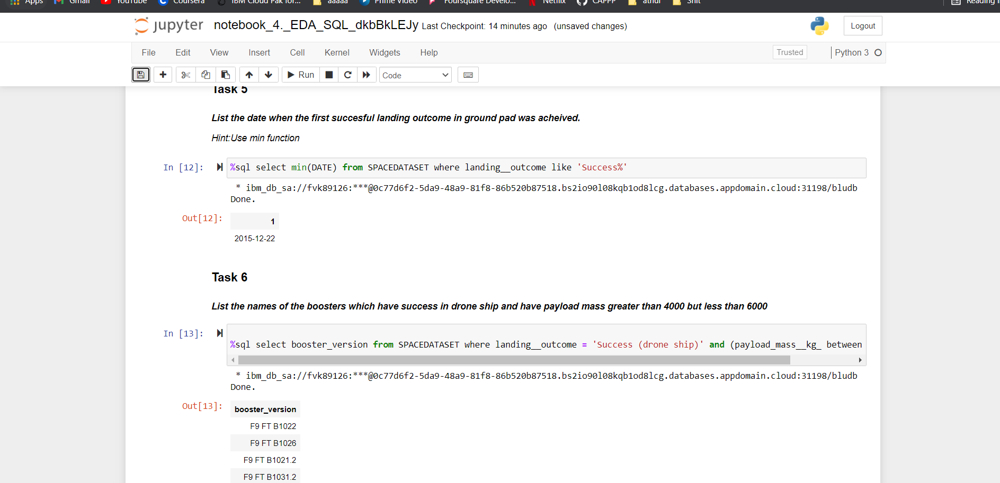 Apps Gmail YouTube Coursera IBM Cloud Pak for... aaaaa Prime Video Foursquare Develo... Netflix CAPPP athul Shit Reading
jupyter notebook_4._EDA_SQL_dkbBkLEJy Last Checkpoint: 14 minutes ago (unsaved changes) Logout
File Edit View Insert Cell Kernel Widgets Help Trusted Python 3
Run Code
Task 5
List the date when the first succesful landing outcome in ground pad was acheived.
Hint:Use min function
In [12]: %sql select min(DATE) from SPACEDATASET where landing__outcome like 'Success%'
* ibm_db_sa://fvk89126:***@0c77d6f2-5da9-48a9-81f8-86b520b87518.bs2io90l08kqb1od8lcg.databases.appdomain.cloud:31198/bludb
Done.
Out[12]: 1
2015-12-22
Task 6
List the names of the boosters which have success in drone ship and have payload mass greater than 4000 but less than 6000
In [13]:
%sql select booster_version from SPACEDATASET where landing__outcome = 'Success (drone ship)' and (payload_mass__kg_ between
* ibm_db_sa://fvk89126:***@0c77d6f2-5da9-48a9-81f8-86b520b87518.bs2io90l08kqb1od8lcg.databases.appdomain.cloud:31198/bludb
Done.
Out[13]: booster_version
F9 FT B1022
F9 FT B1026
F9 FT B1021.2
F9 FT B1031.2